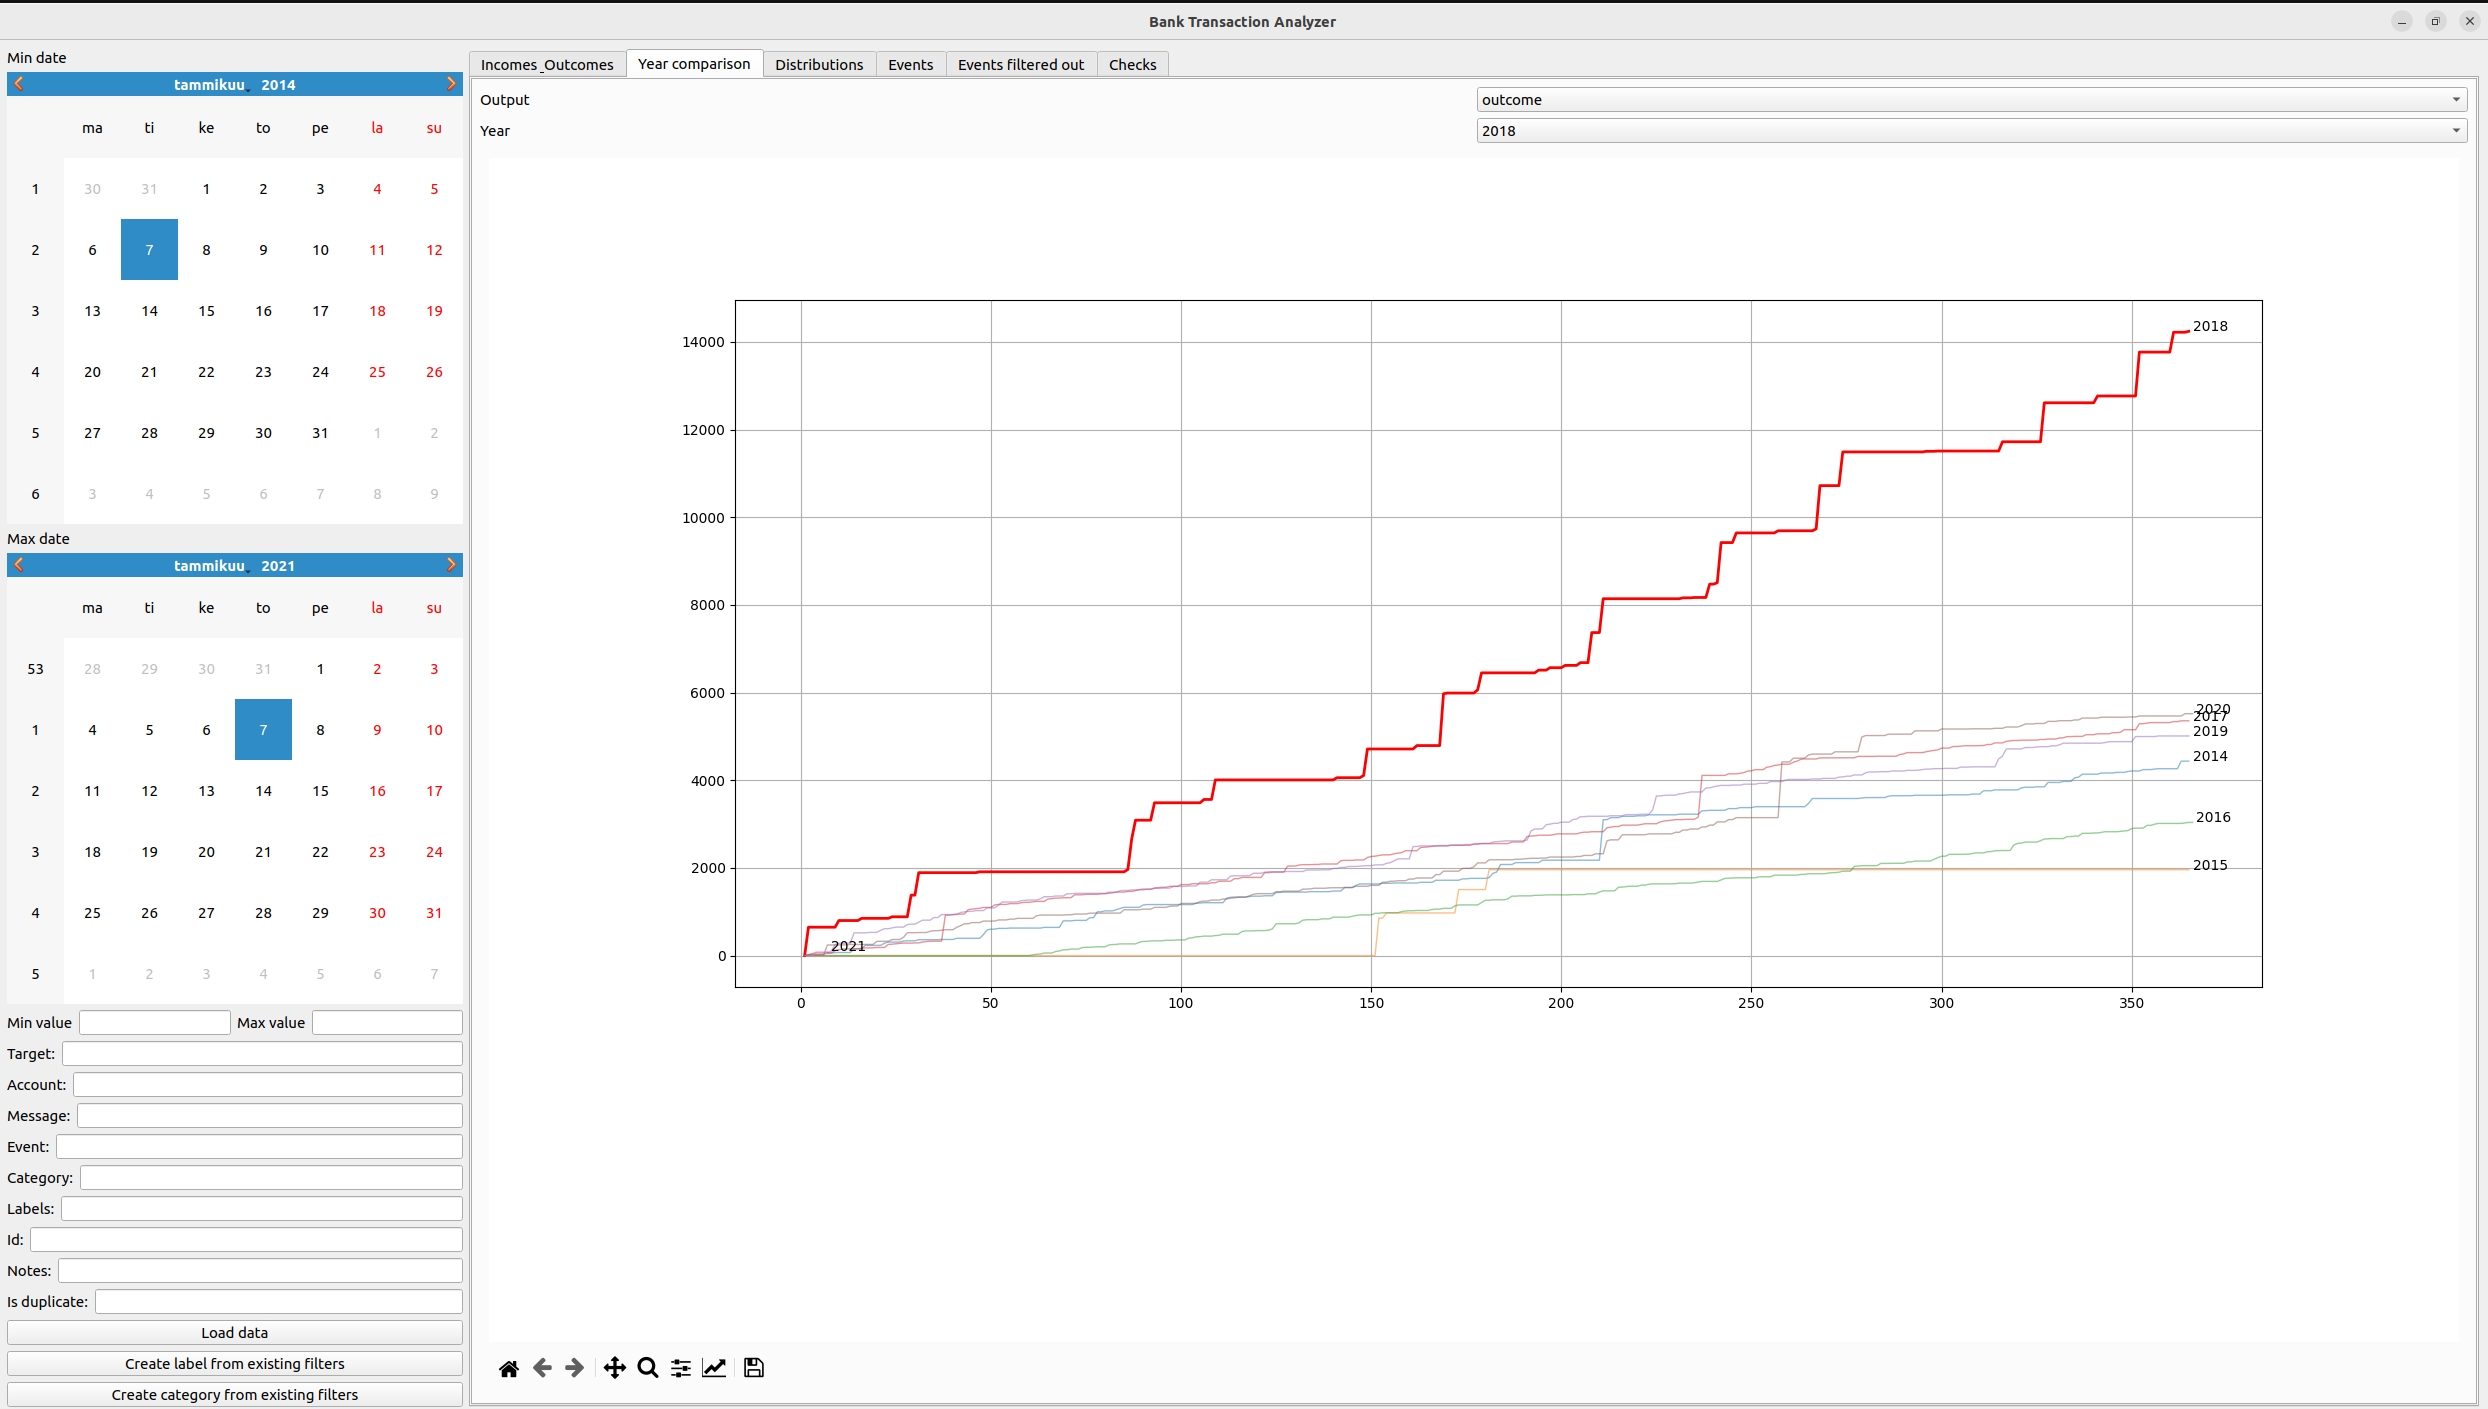 Bank Transaction Analyzer
Min date
tammikuu 2014
ma ti ke to pe la su
1 30 31 1 2 3 4 5
2 6 7 8 9 10 11 12
3 13 14 15 16 17 18 19
4 20 21 22 23 24 25 26
5 27 28 29 30 31 1 2
6 3 4 5 6 7 8 9
Max date
tammikuu 2021
ma ti ke to pe la su
53 28 29 30 31 1 2 3
1 4 5 6 7 8 9 10
2 11 12 13 14 15 16 17
3 18 19 20 21 22 23 24
4 25 26 27 28 29 30 31
5 1 2 3 4 5 6 7
Min value Max value
Target:
Account:
Message:
Event:
Category:
Labels:
Id:
Notes:
Is duplicate:
Load data
Create label from existing filters
Create category from existing filters
Incomes_Outcomes Year comparison Distributions Events Events filtered out Checks
Output outcome
Year 2018
14000
12000
10000
8000
6000
4000
2000
0
0 50 100 150 200 250 300 350
2018
2020
2017
2019
2014
2016
2015
2021